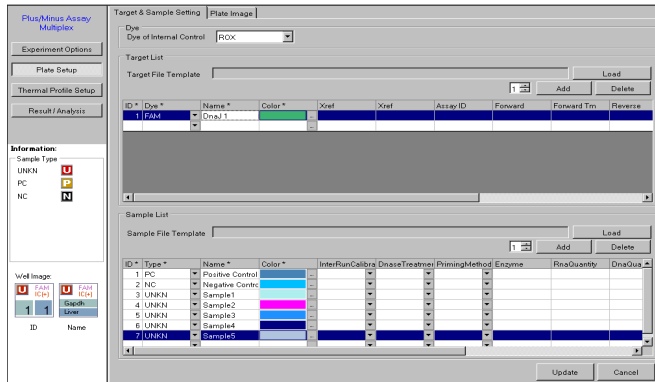 Plus/Minus Assay
Multiplex
Experiment Options
Plate Setup
Thermal Profile Setup
Result / Analysis
Information:
Sample Type
UNKN U
PC P
NC N
Well Image:
U FAM IC(+) U FAM IC(+)
1 1 Gapdh
Liver
ID Name
Target & Sample Setting Plate Image
Dye
Dye of Internal Control ROX
Target List
Target File Template Load
1 Add Delete
ID * Dye * Name * Color * Xref Xref Assay ID Forward Forward Tm Reverse
1 FAM DnaJ 1 ...
...
Sample List
Sample File Template Load
1 Add Delete
ID * Type * Name * Color * InterRunCalibra DnaseTreatmer PrimingMethod Enzyme RnaQuantity DnaQua
1 PC Positive Control ...
2 NC Negative Contrc ...
3 UNKN Sample1 ...
4 UNKN Sample2 ...
5 UNKN Sample3 ...
6 UNKN Sample4 ...
7 UNKN Sample5 ...
Update Cancel